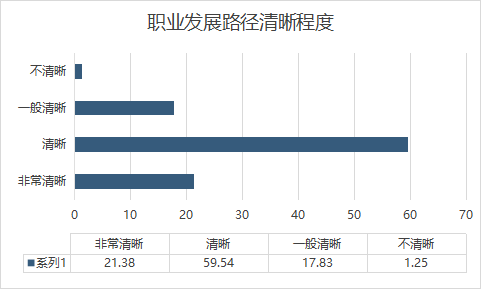 职业发展路径清晰程度
不清晰
一般清晰
清晰
非常清晰
0 10 20 30 40 50 60 70
非常清晰 清晰 一般清晰 不清晰
系列1 21.38 59.54 17.83 1.25